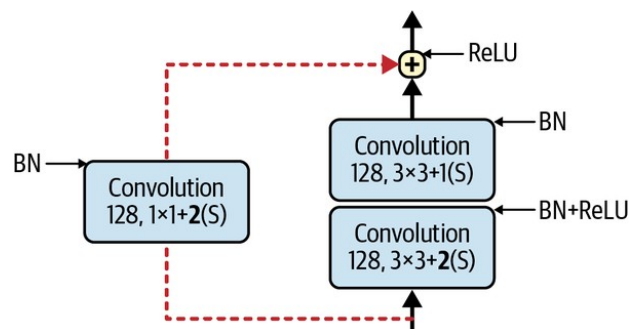 +
ReLU
BN
Convolution
128, 3×3+1(S)
BN
Convolution
128, 1×1+2(S)
BN+ReLU
Convolution
128, 3×3+2(S)